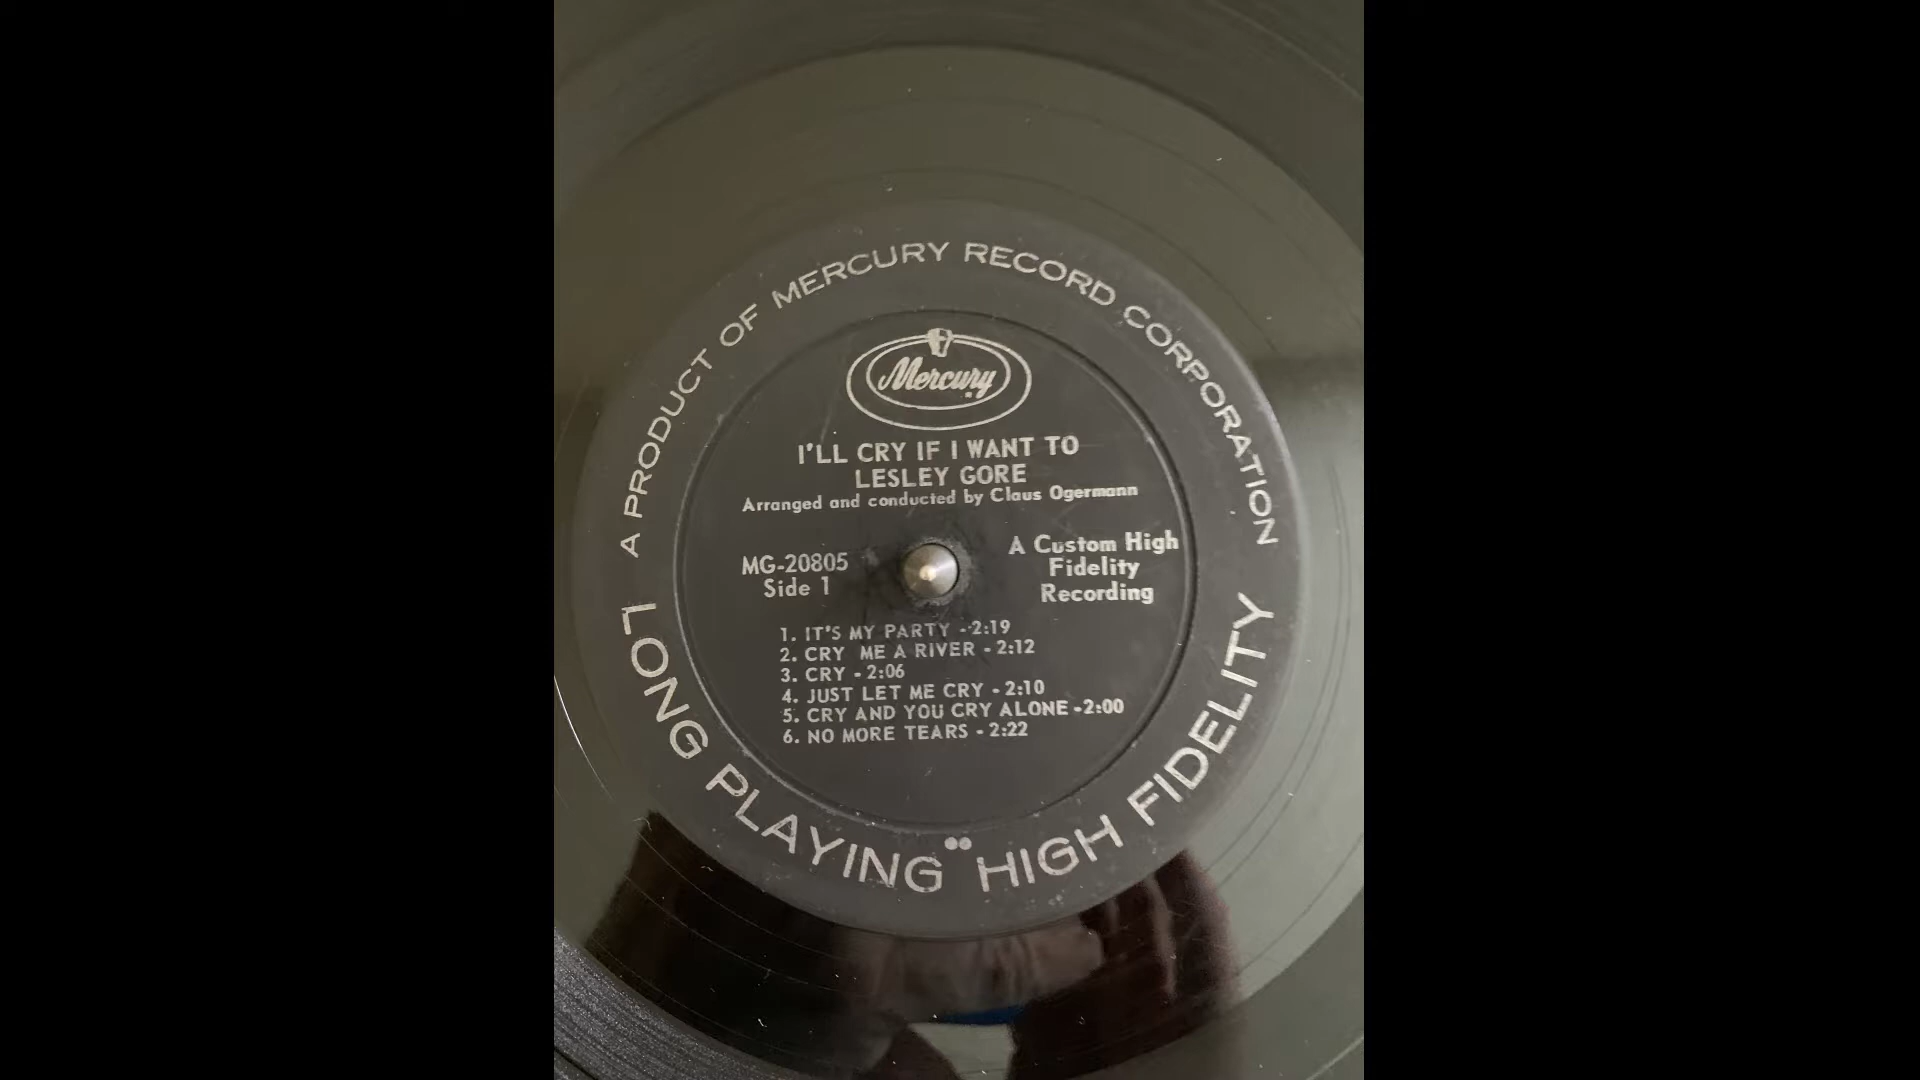 A PRODUCT OF MERCURY RECORD CORPORATION
Mercury
I'LL CRY IF I WANT TO
LESLEY GORE
Arranged and conducted by Claus Ogermann
MG-20805
Side 1
A Custom High
Fidelity
Recording
1. IT'S MY PARTY - 2:19
2. CRY ME A RIVER - 2:12
3. CRY - 2:06
4. JUST LET ME CRY - 2:10
5. CRY AND YOU CRY ALONE - 2:00
6. NO MORE TEARS - 2:22
LONG PLAYING HIGH FIDELITY